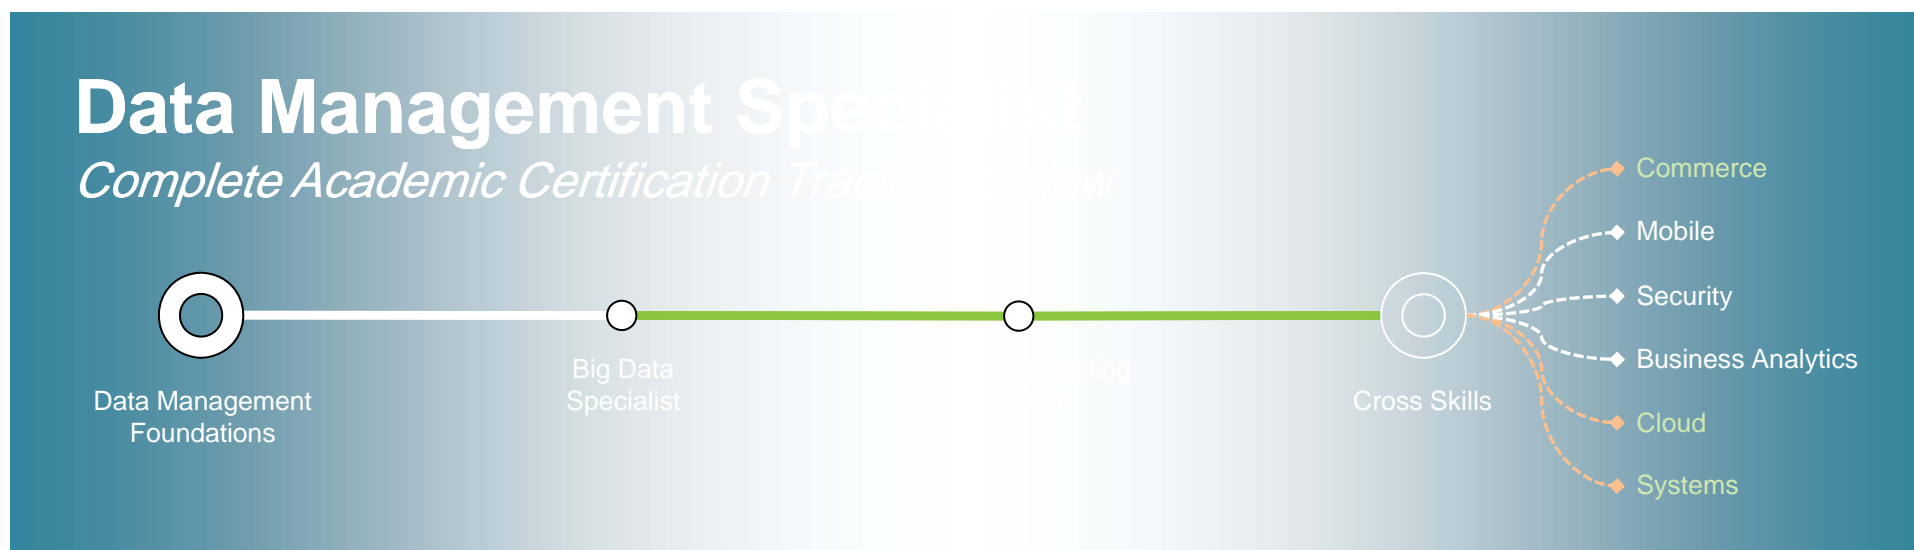 Data Management Specialist
Complete Academic Certification Track
Data Management
Foundations
Big Data
Specialist
Cross Skills
Commerce
Mobile
Security
Business Analytics
Cloud
Systems